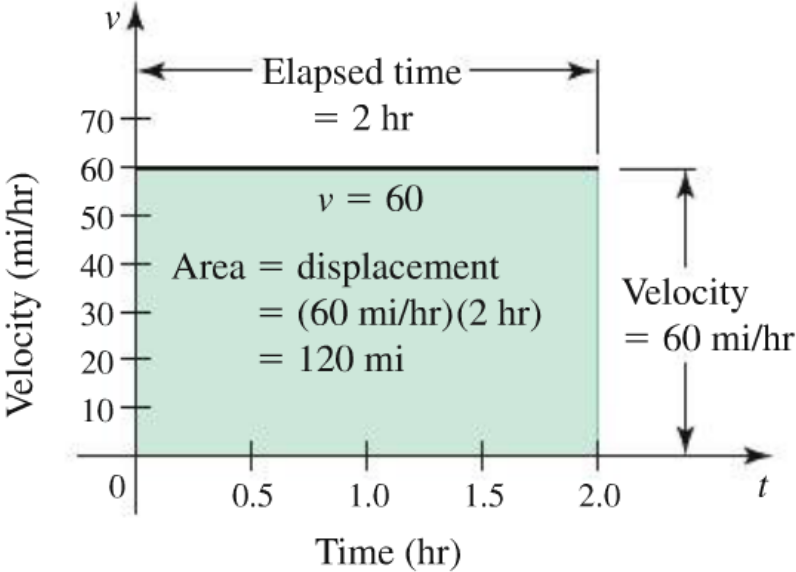 v
Elapsed time
= 2 hr
70
60
50
40
30
20
10
0
Velocity (mi/hr)
v = 60
Area = displacement
= (60 mi/hr)(2 hr)
= 120 mi
Velocity
= 60 mi/hr
0.5 1.0 1.5 2.0
t
Time (hr)